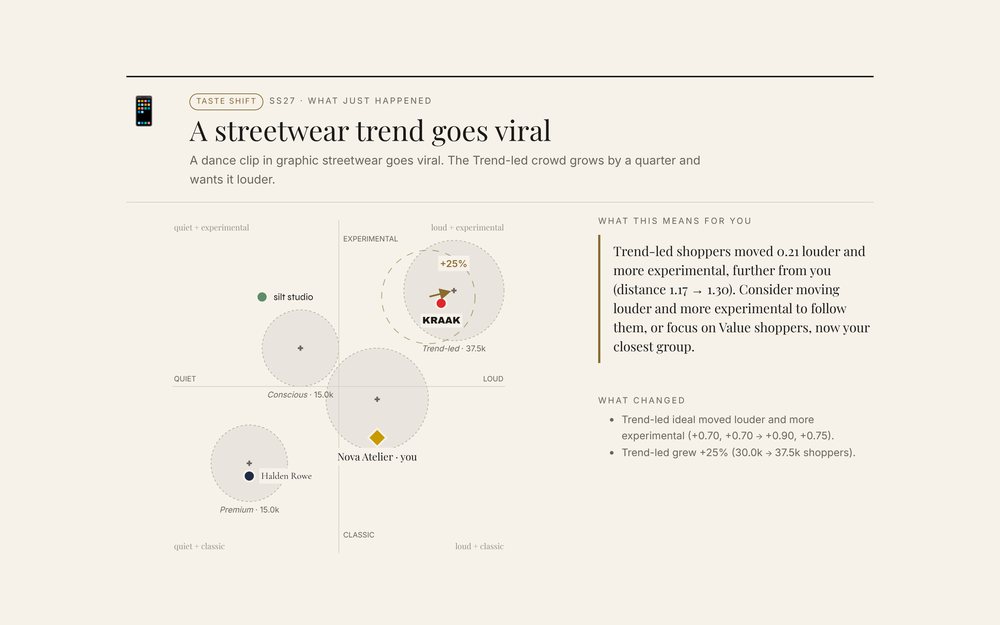 TASTE SHIFT SS27 · WHAT JUST HAPPENED
A streetwear trend goes viral
A dance clip in graphic streetwear goes viral. The Trend-led crowd grows by a quarter and
wants it louder.
quiet + experimental
loud + experimental
EXPERIMENTAL
+25%
silt studio
KRAAK
Trend-led · 37.5k
QUIET
LOUD
Conscious · 15.0k
Nova Atelier · you
Halden Rowe
Premium · 15.0k
CLASSIC
quiet + classic
loud + classic
WHAT THIS MEANS FOR YOU
Trend-led shoppers moved 0.21 louder and
more experimental, further from you
(distance 1.17 → 1.30). Consider moving
louder and more experimental to follow
them, or focus on Value shoppers, now your
closest group.
WHAT CHANGED
• Trend-led ideal moved louder and more
experimental (+0.70, +0.70 → +0.90, +0.75).
• Trend-led grew +25% (30.0k → 37.5k shoppers).